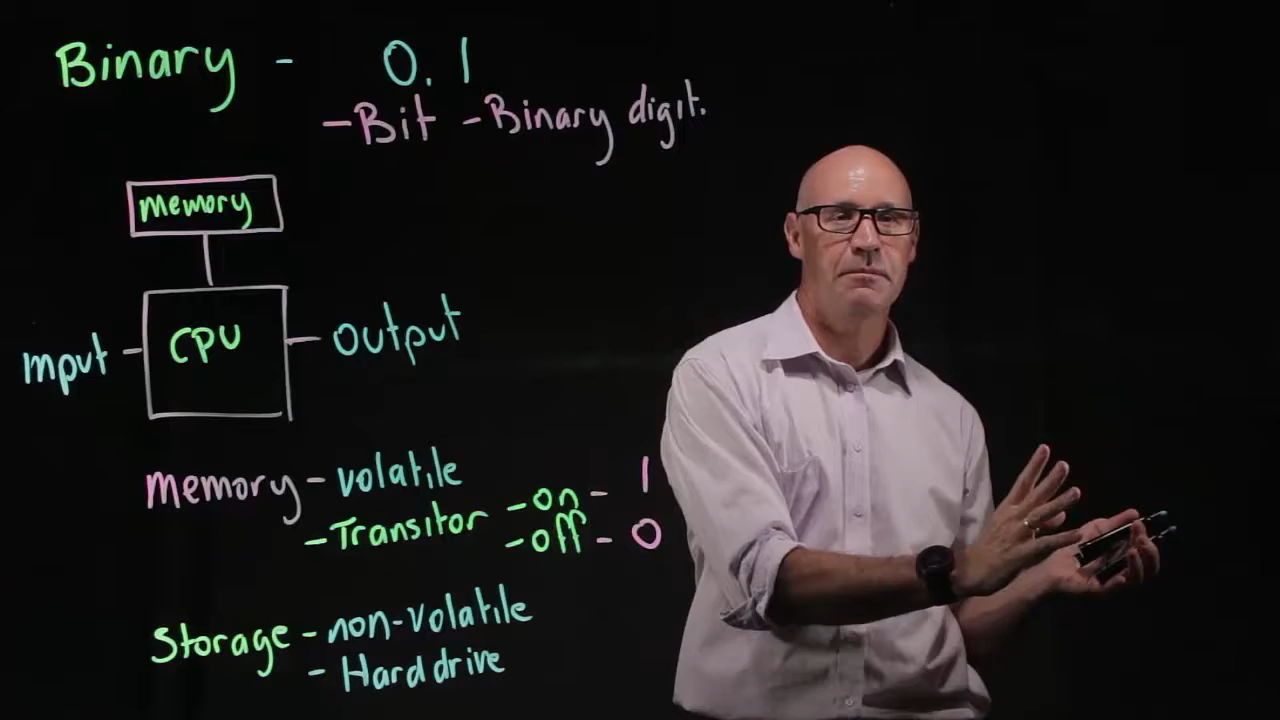 Binary - 0.1
- Bit - Binary digit.
Memory
CPU
Input
Output
Memory - volatile
- Transitor - on - 1
- off - 0
Storage - non-volatile
- Hard drive